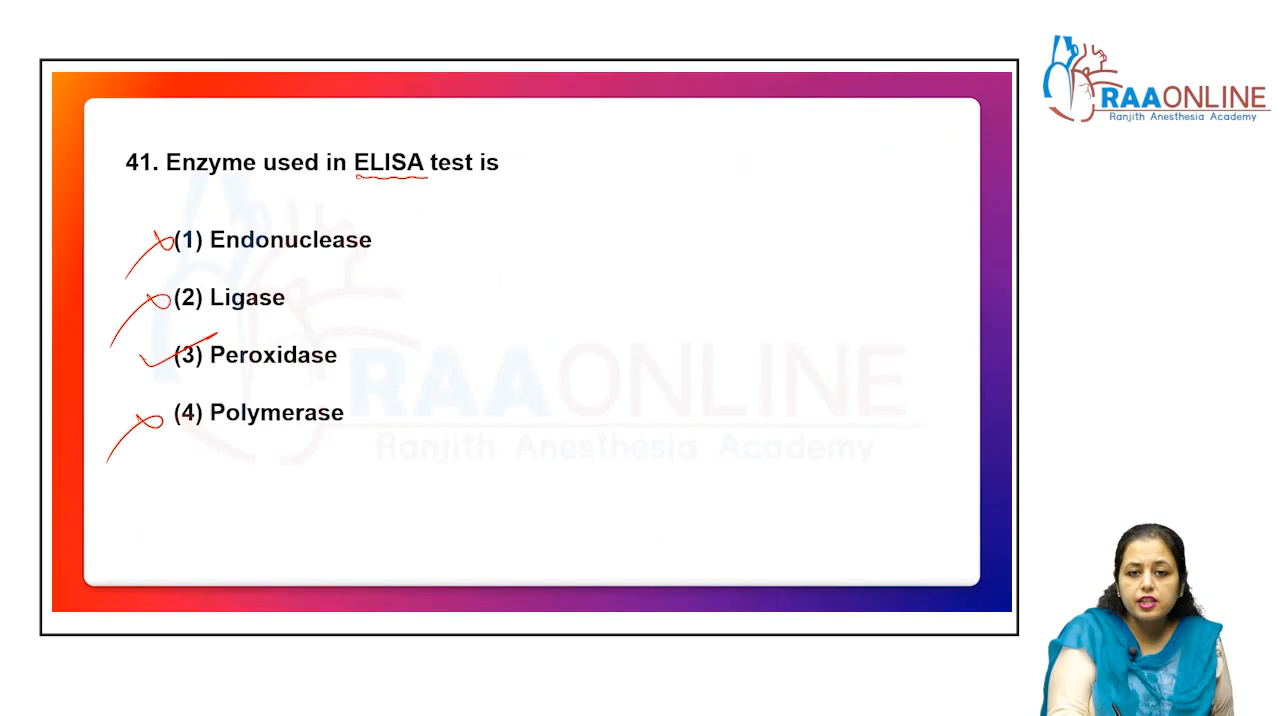 RAAONLINE
Ranjith Anesthesia Academy
41. Enzyme used in ELISA test is
(1) Endonuclease
(2) Ligase
(3) Peroxidase
(4) Polymerase
RAAONLINE
Ranjith Anesthesia Academy